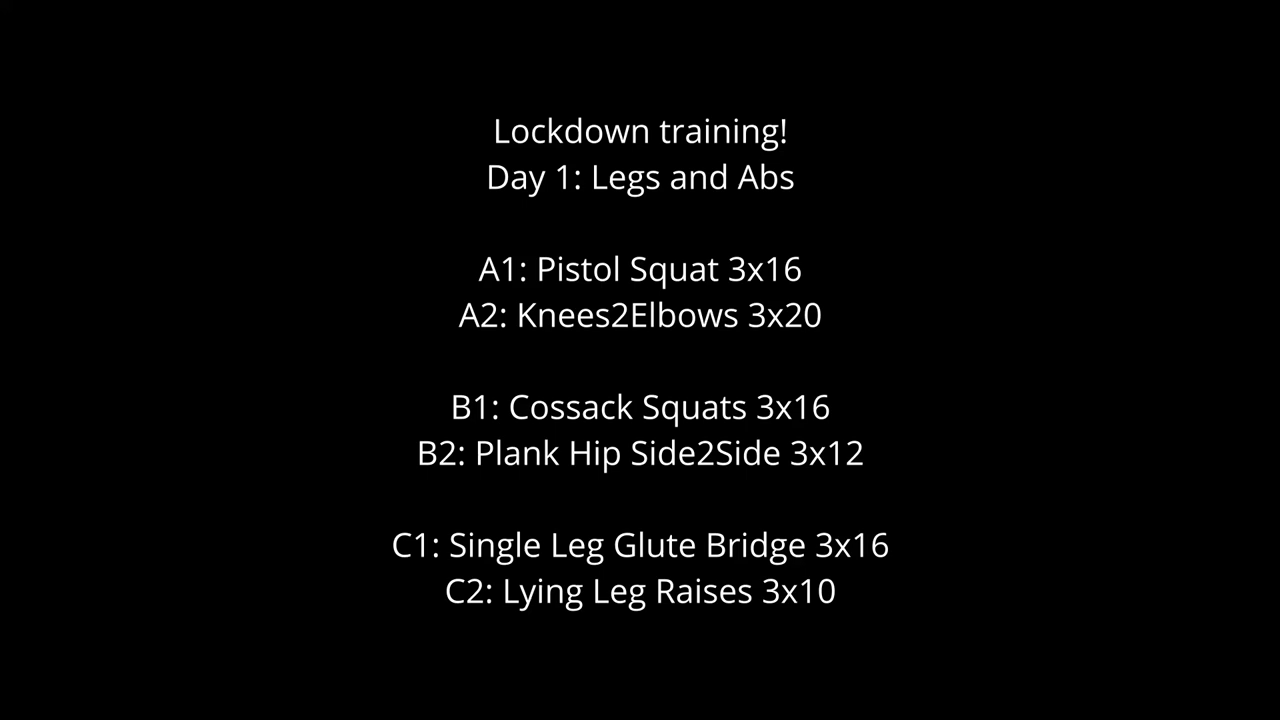 Lockdown training!
Day 1: Legs and Abs
A1: Pistol Squat 3x16
A2: Knees2Elbows 3x20
B1: Cossack Squats 3x16
B2: Plank Hip Side2Side 3x12
C1: Single Leg Glute Bridge 3x16
C2: Lying Leg Raises 3x10